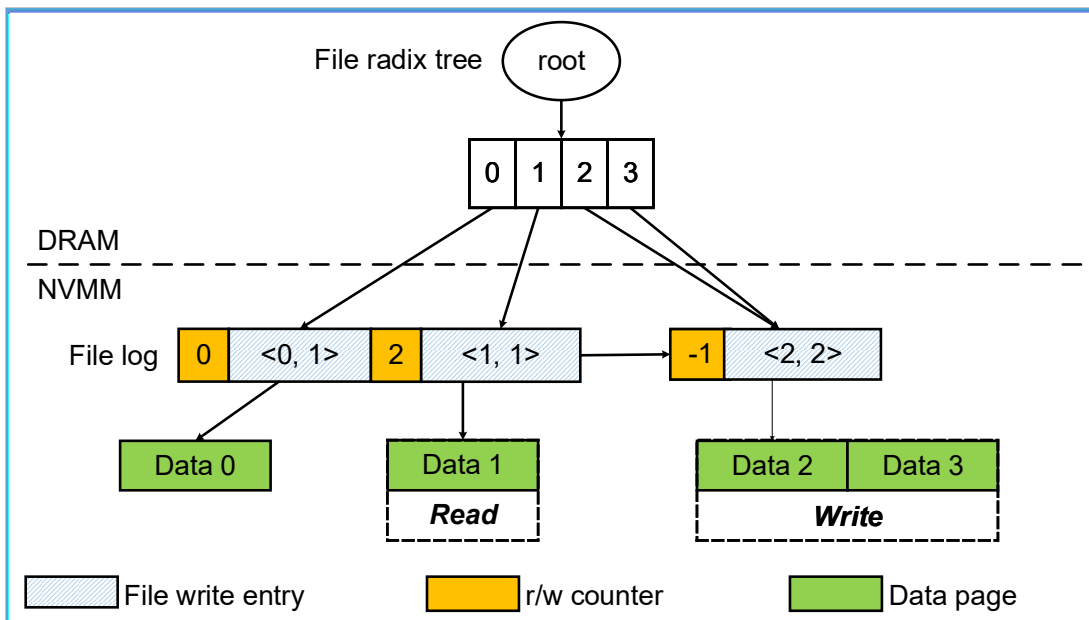 File radix tree
root
0 1 2 3
DRAM
NVMM
File log
0 <0, 1> 2 <1, 1> -1 <2, 2>
Data 0 Data 1 Data 2 Data 3
Read Write
File write entry r/w counter Data page